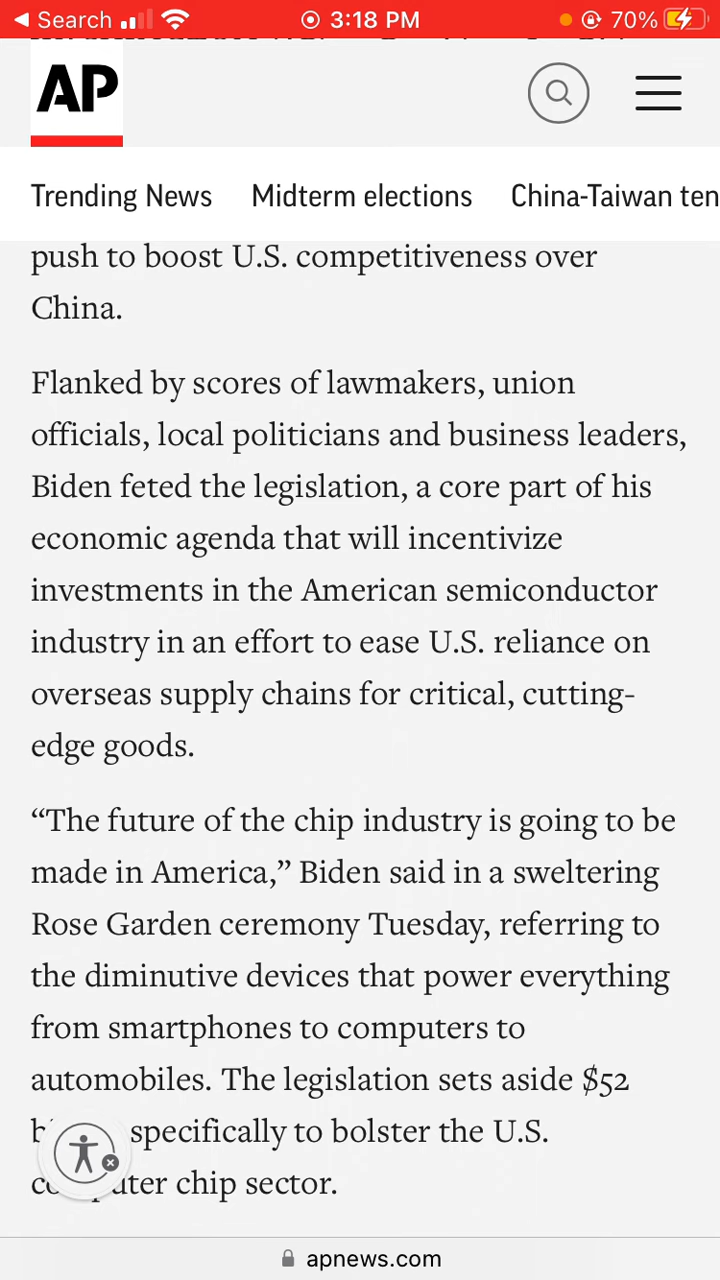 Search 3:18 PM 70%
AP
Trending News Midterm elections China-Taiwan ten
push to boost U.S. competitiveness over
China.
Flanked by scores of lawmakers, union
officials, local politicians and business leaders,
Biden feted the legislation, a core part of his
economic agenda that will incentivize
investments in the American semiconductor
industry in an effort to ease U.S. reliance on
overseas supply chains for critical, cutting-
edge goods.
“The future of the chip industry is going to be
made in America,” Biden said in a sweltering
Rose Garden ceremony Tuesday, referring to
the diminutive devices that power everything
from smartphones to computers to
automobiles. The legislation sets aside $52
specifically to bolster the U.S.
chip sector.
apnews.com